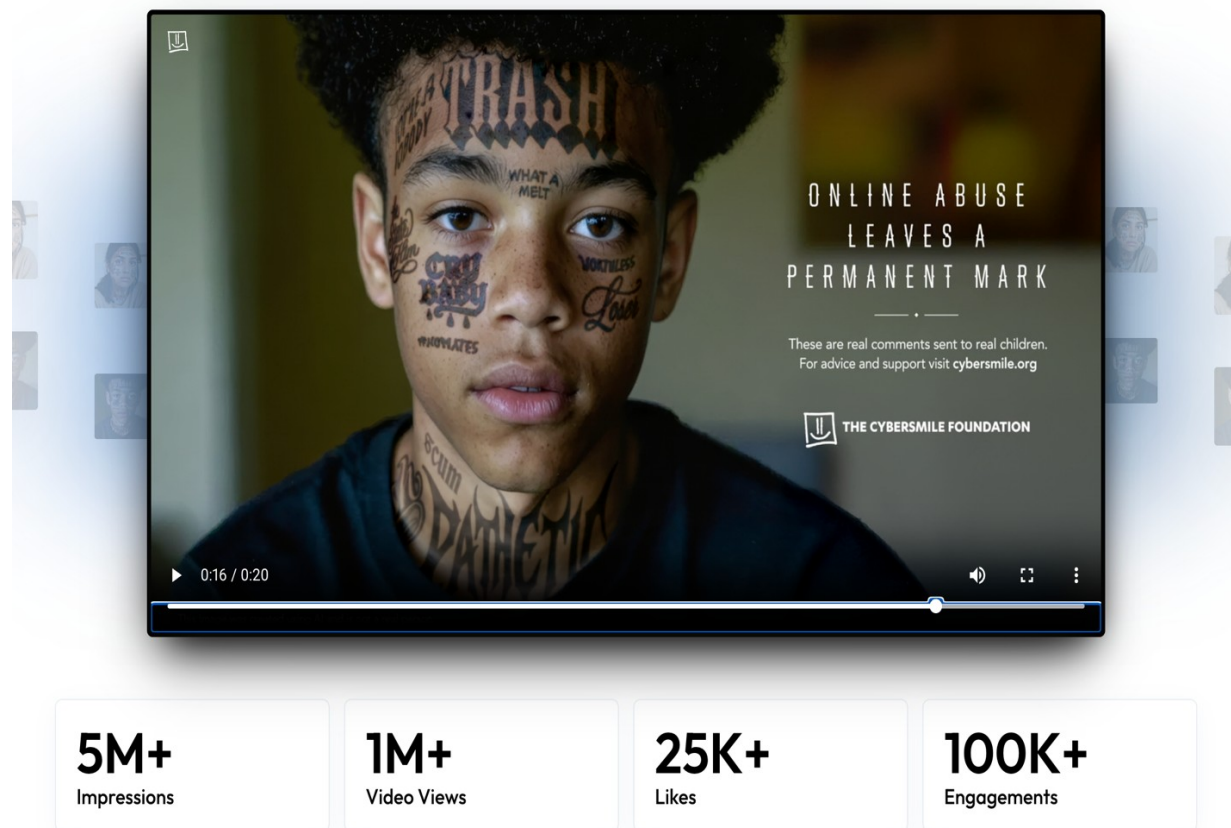 TRASH
WHAT A
MELT
CRY
BABY
WORTHLESS
Loser
#NOMATES
Scum
PATHETIC
ONLINE ABUSE
LEAVES A
PERMANENT MARK
These are real comments sent to real children.
For advice and support visit cybersmile.org
THE CYBERSMILE FOUNDATION
0:16 / 0:20
5M+
Impressions
1M+
Video Views
25K+
Likes
100K+
Engagements